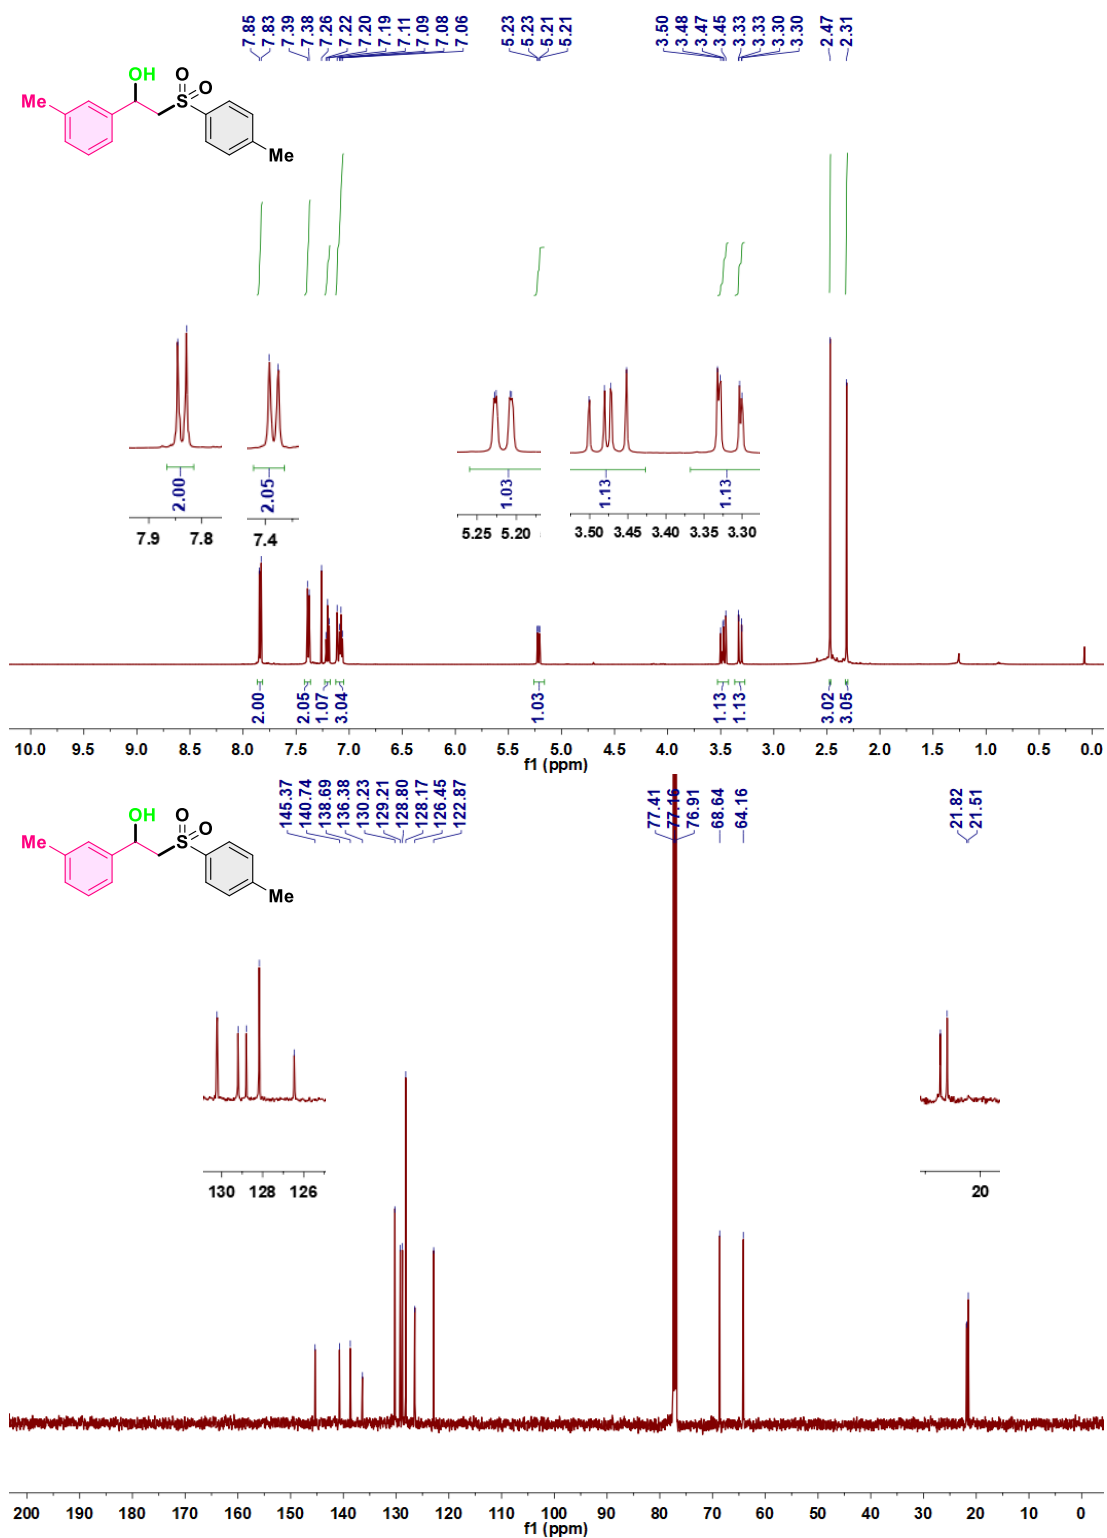 7.85 7.83 7.39 7.38 7.26 7.22 7.20 7.19 7.11 7.09 7.08 7.06 5.23 5.23 5.21 5.21 3.50 3.48 3.47 3.45 3.33 3.33 3.30 3.30 2.47 2.31
OH
O
O
S
Me
Me
2.00 2.05 1.03 1.13 1.13
7.9 7.8 7.4 5.25 5.20 3.50 3.45 3.40 3.35 3.30
2.00 2.05 1.07 3.04 1.03 1.13 1.13 3.02 3.05
10.0 9.5 9.0 8.5 8.0 7.5 7.0 6.5 6.0 5.5 5.0 4.5 4.0 3.5 3.0 2.5 2.0 1.5 1.0 0.5 0.0
f1 (ppm)
145.37 140.74 138.69 136.38 130.23 129.21 128.80 128.17 126.45 122.87 77.41 77.16 76.91 68.64 64.16 21.82 21.51
OH
O
O
S
Me
Me
130 128 126 20
200 190 180 170 160 150 140 130 120 110 100 90 80 70 60 50 40 30 20 10 0
f1 (ppm)